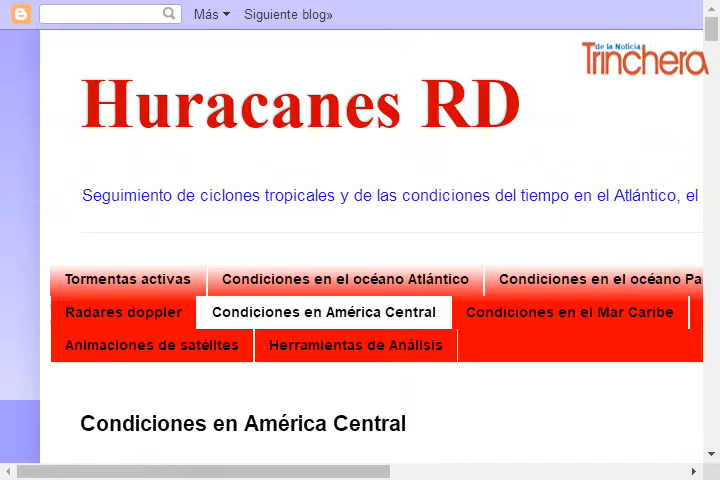 Más Siguiente blog»
de la Noticia
Trinchera
Huracanes RD
Seguimiento de ciclones tropicales y de las condiciones del tiempo en el Atlántico, el
Tormentas activas Condiciones en el océano Atlántico Condiciones en el océano Pa
Radares doppler Condiciones en América Central Condiciones en el Mar Caribe
Animaciones de satélites Herramientas de Análisis
Condiciones en América Central